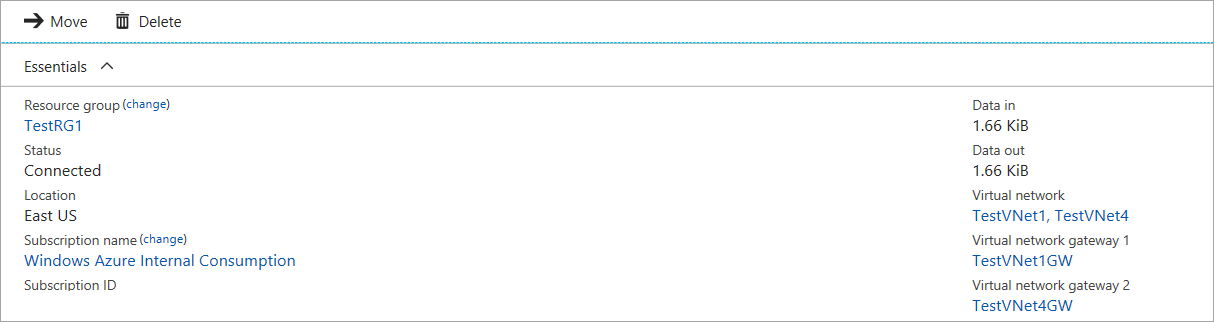 Move Delete
Essentials
Resource group (change)
TestRG1
Status
Connected
Location
East US
Subscription name (change)
Windows Azure Internal Consumption
Subscription ID
Data in
1.66 KiB
Data out
1.66 KiB
Virtual network
TestVNet1, TestVNet4
Virtual network gateway 1
TestVNet1GW
Virtual network gateway 2
TestVNet4GW